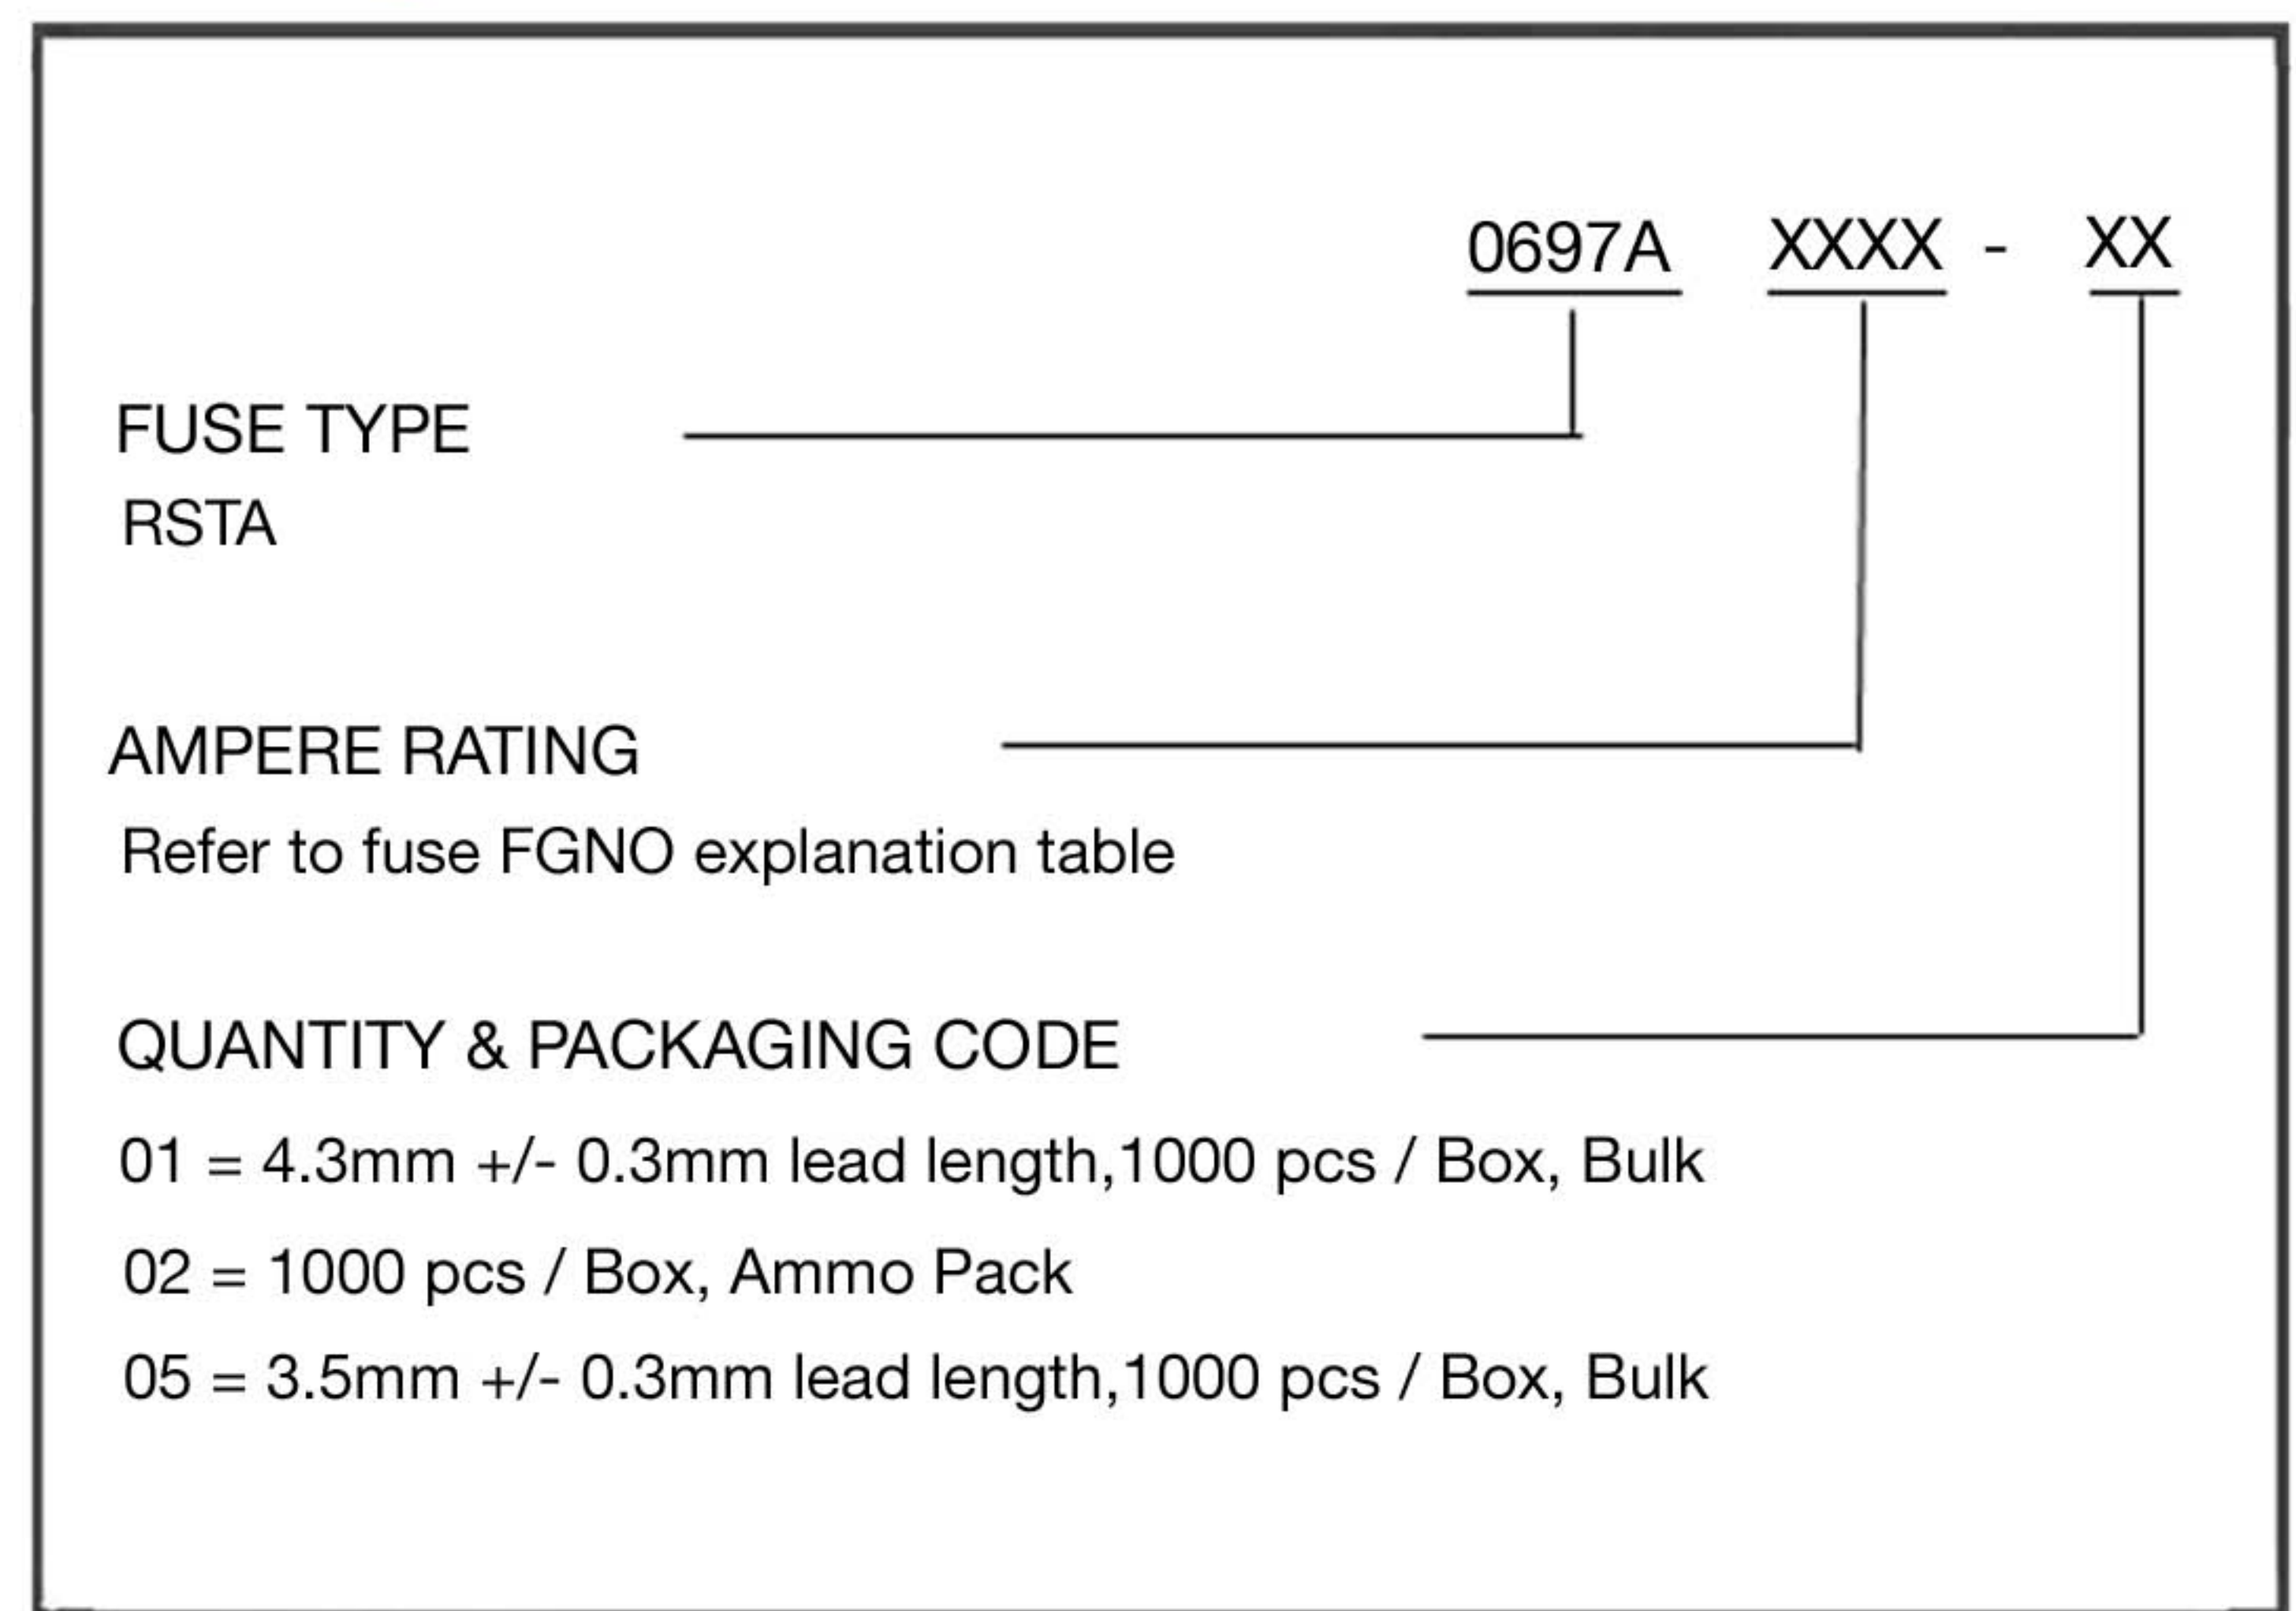 0697A XXXX - XX
FUSE TYPE
RSTA
AMPERE RATING
Refer to fuse FGNO explanation table
QUANTITY & PACKAGING CODE
01 = 4.3mm +/- 0.3mm lead length,1000 pcs / Box, Bulk
02 = 1000 pcs / Box, Ammo Pack
05 = 3.5mm +/- 0.3mm lead length,1000 pcs / Box, Bulk